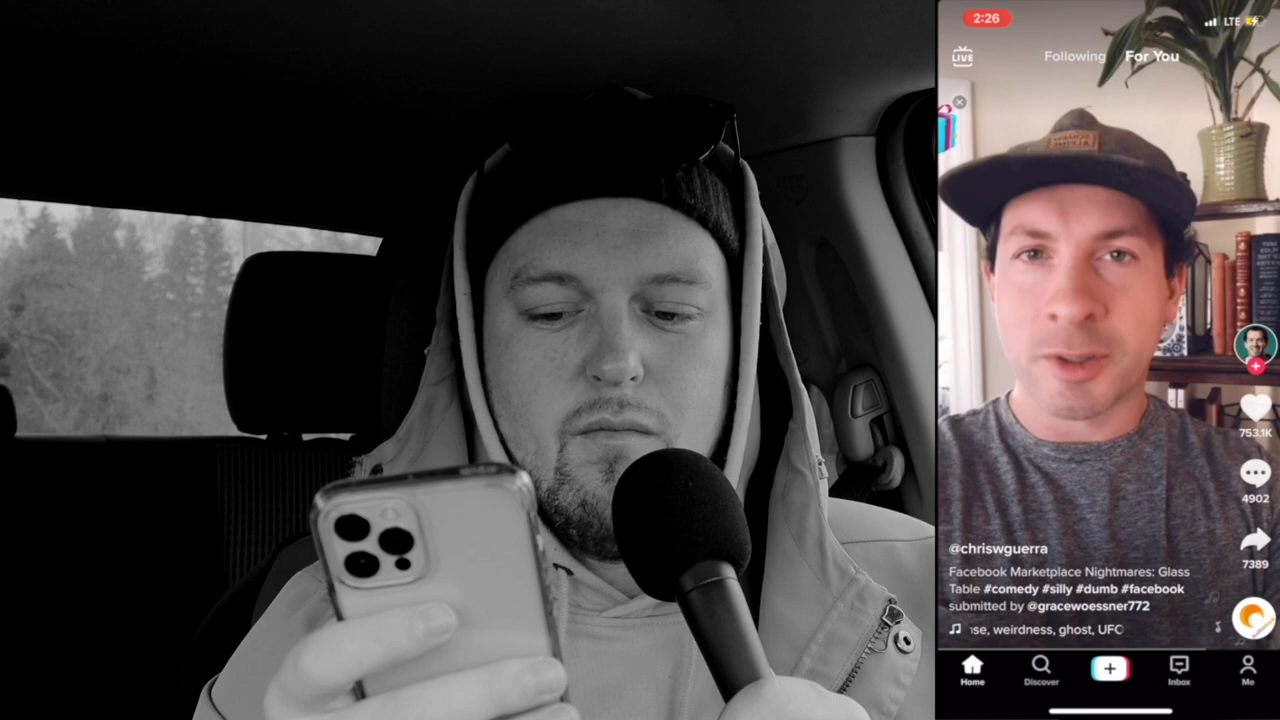 2:26
LTE
LIVE
Following
For You
753.1K
4902
7389
@chriswguerra
Facebook Marketplace Nightmares: Glass
Table #comedy #silly #dumb #facebook
submitted by @gracewoessner772
se, weirdness, ghost, UFO
Home
Discover
Inbox
Me